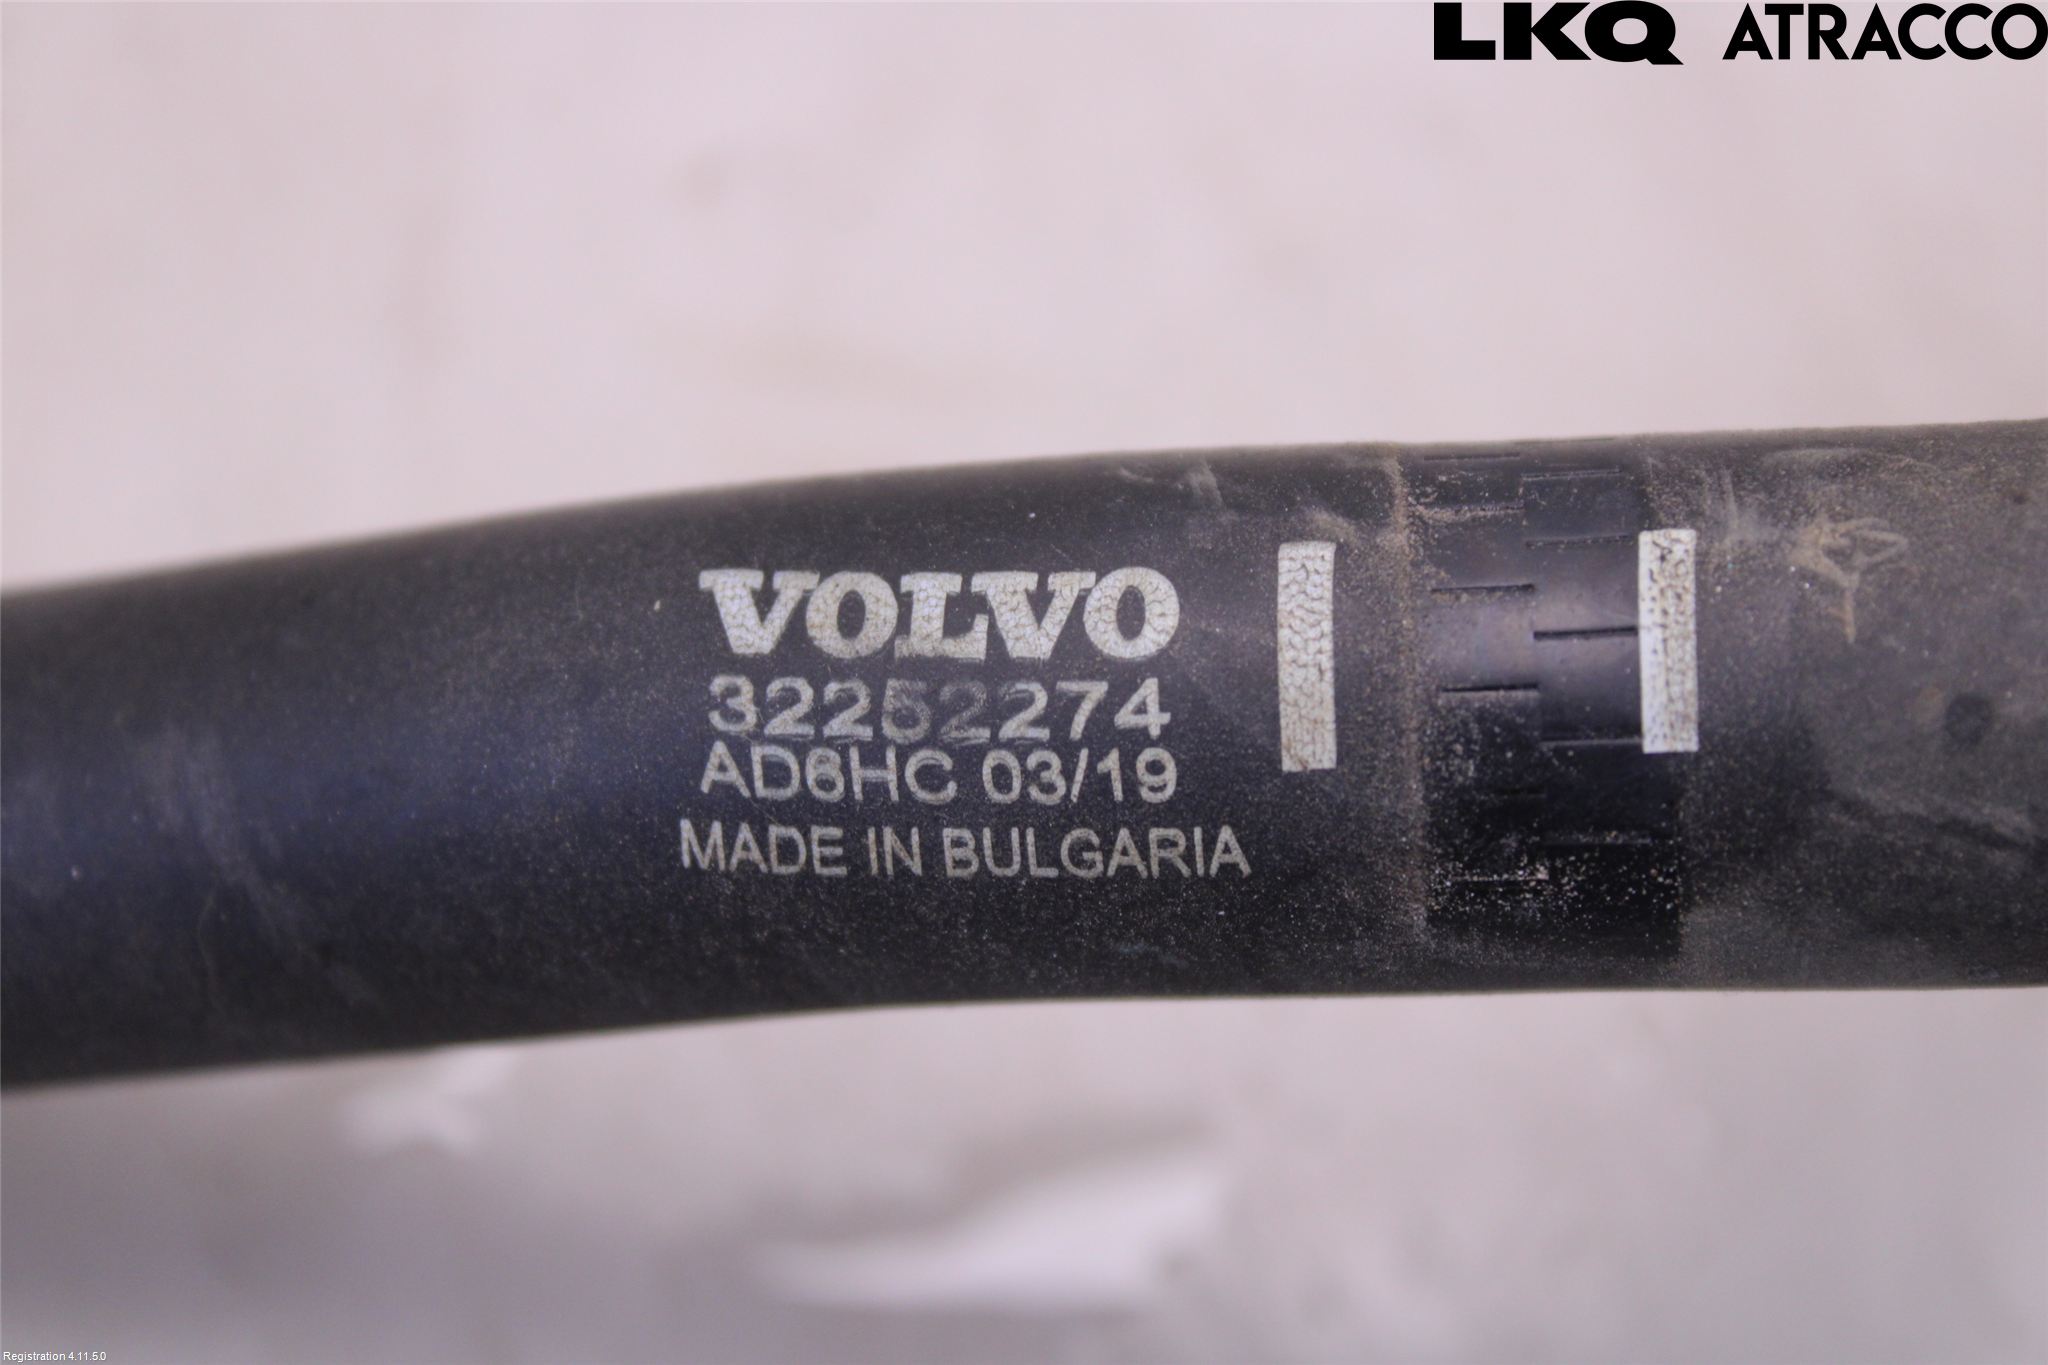 LKQ ATRACCO
VOLVO
32252274
AD6HC 03/19
MADE IN BULGARIA
Registration 4.11.5.0